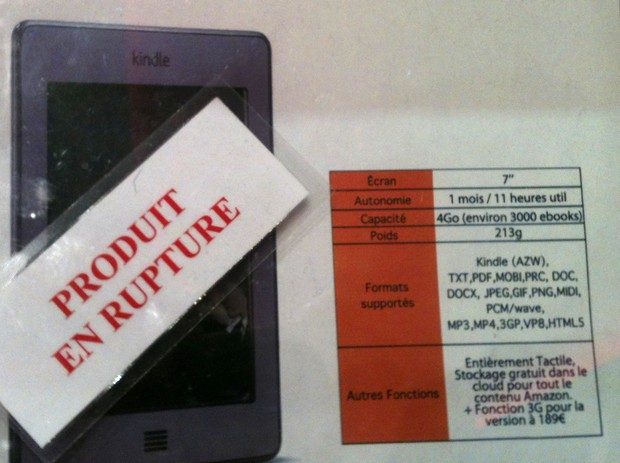 kindle
PRODUIT
EN RUPTURE
Écran 7"
Autonomie 1 mois / 11 heures util
Capacité 4Go (environ 3000 ebooks)
Poids 213g
Formats
supportés
Kindle (AZW),
TXT,PDF,MOBI,PRC, DOC,
DOCX, JPEG,GIF,PNG,MIDI,
PCM/wave,
MP3,MP4,3GP,VP8,HTML5
Autres Fonctions
Entièrement Tactile,
Stockage gratuit dans le
cloud pour tout le
contenu Amazon.
+ Fonction 3G pour la
version à 189€